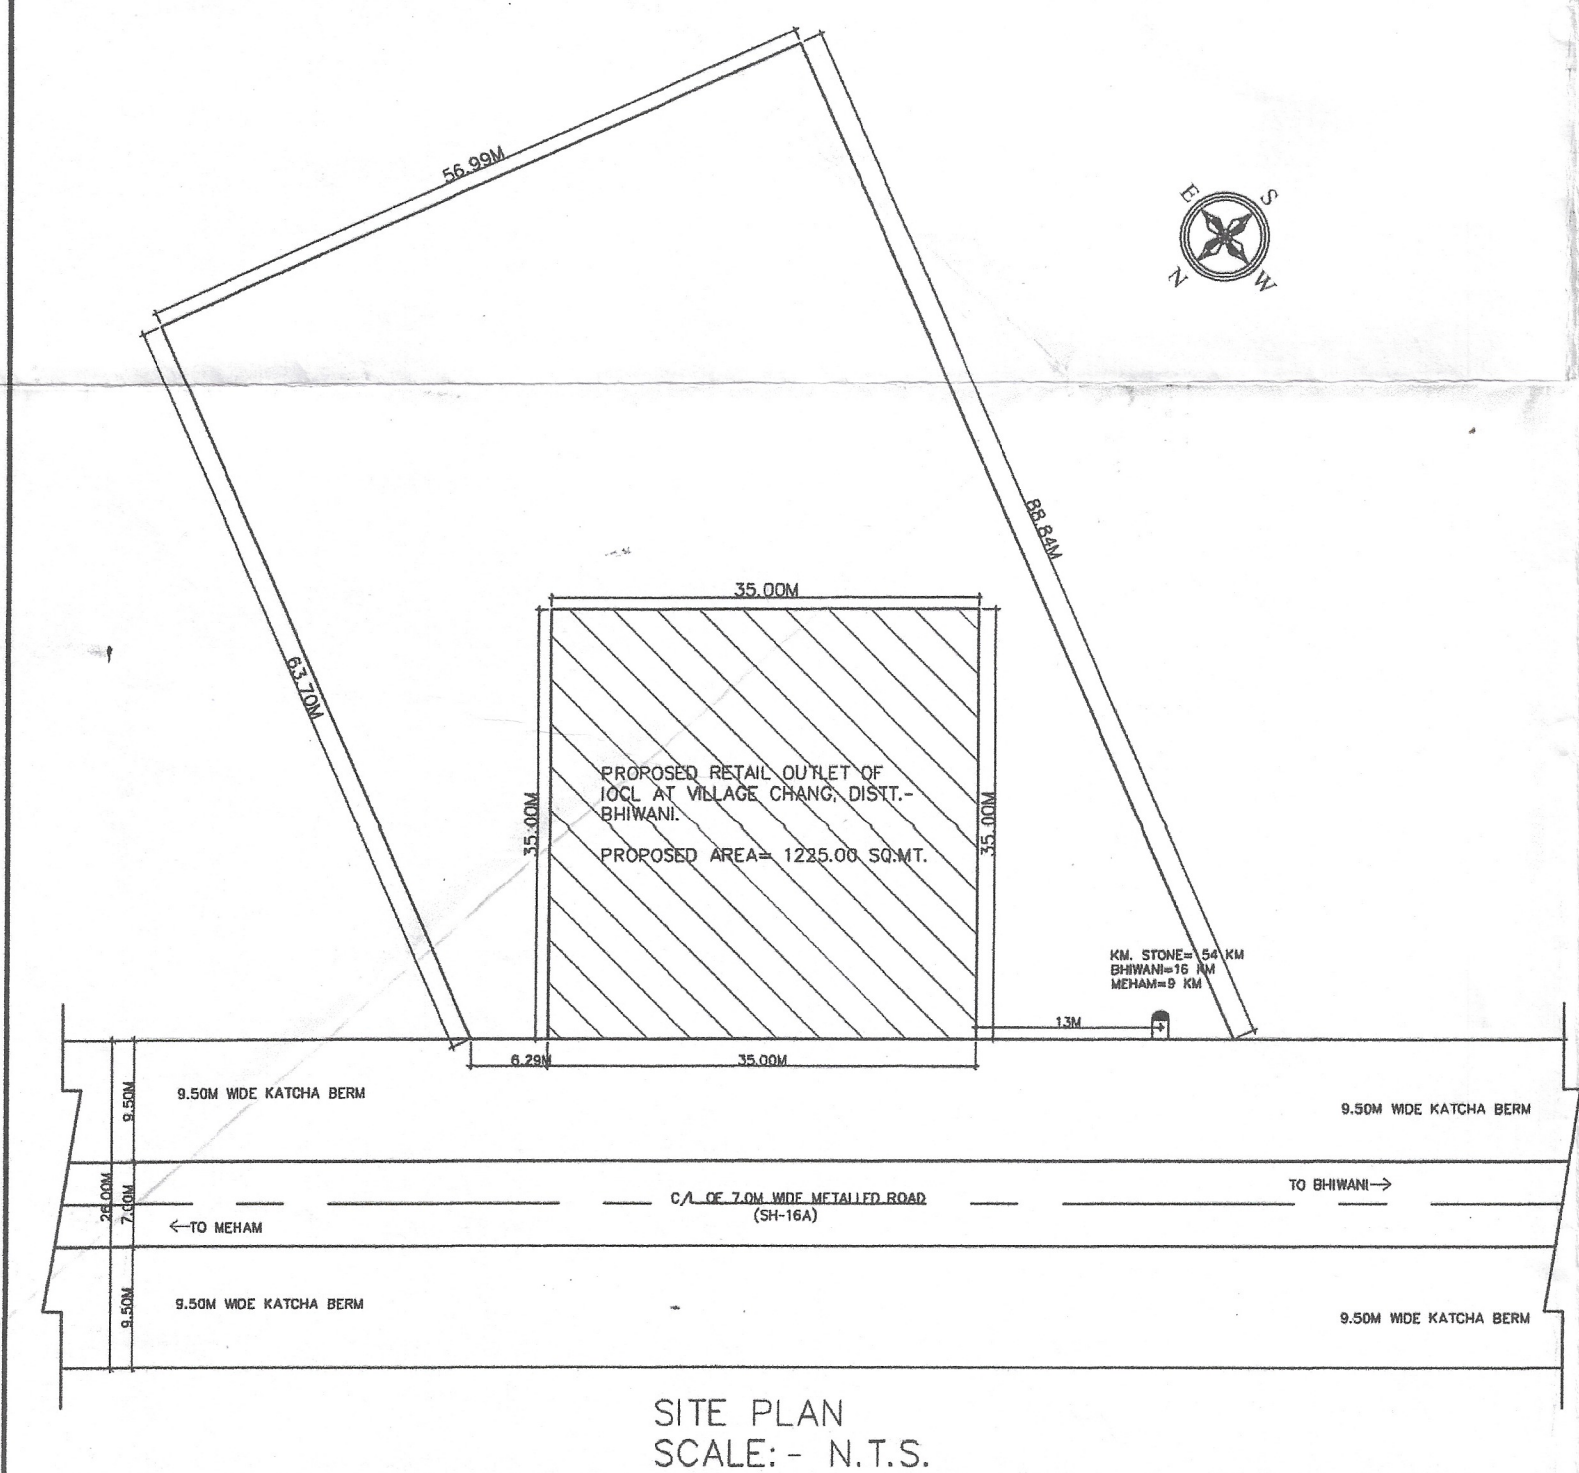 56.99M
E S
N W
88.84M
63.70M
35.00M
35.00M
35.00M
PROPOSED RETAIL OUTLET OF
IOCL AT VILLAGE CHANG, DISTT.-
BHIWANI.
PROPOSED AREA= 1225.00 SQ.MT.
KM. STONE= 54 KM
BHIWANI=16 KM
MEHAM=9 KM
13M
6.29M
35.00M
9.50M
9.50M WIDE KATCHA BERM
9.50M WIDE KATCHA BERM
26.00M
7.00M
C/L OF 7.0M WIDE METALLED ROAD
(SH-16A)
TO BHIWANI→
←TO MEHAM
9.50M
9.50M WIDE KATCHA BERM
9.50M WIDE KATCHA BERM
SITE PLAN
SCALE:- N.T.S.